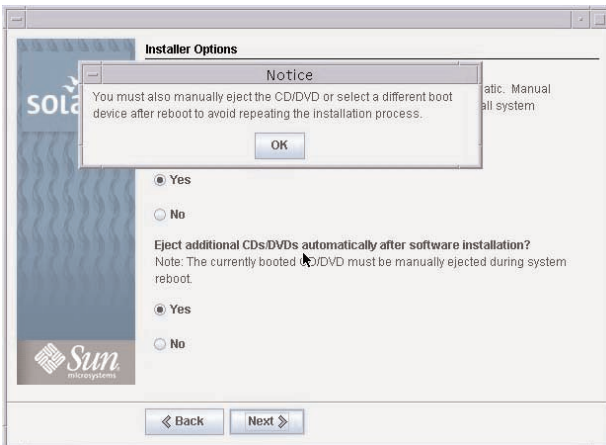 Installer Options
Notice
You must also manually eject the CD/DVD or select a different boot
device after reboot to avoid repeating the installation process.
OK
atic. Manual
all system
sola
Yes
No
Eject additional CDs/DVDs automatically after software installation?
Note: The currently booted CD/DVD must be manually ejected during system
reboot.
Yes
No
Sun
microsystems
Back
Next